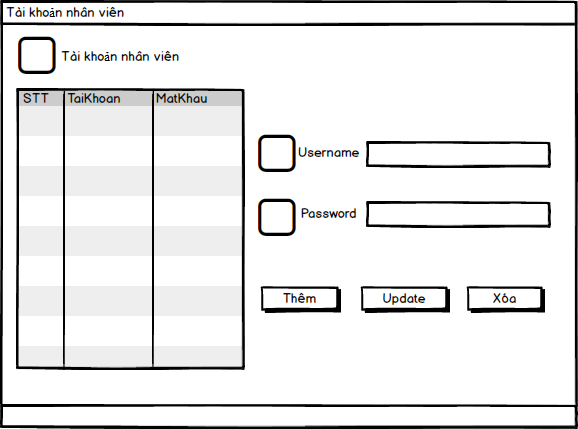 Tài khoản nhân viên
Tài khoản nhân viên
STT TaiKhoan MatKhau
Username
Password
Thêm Update Xóa